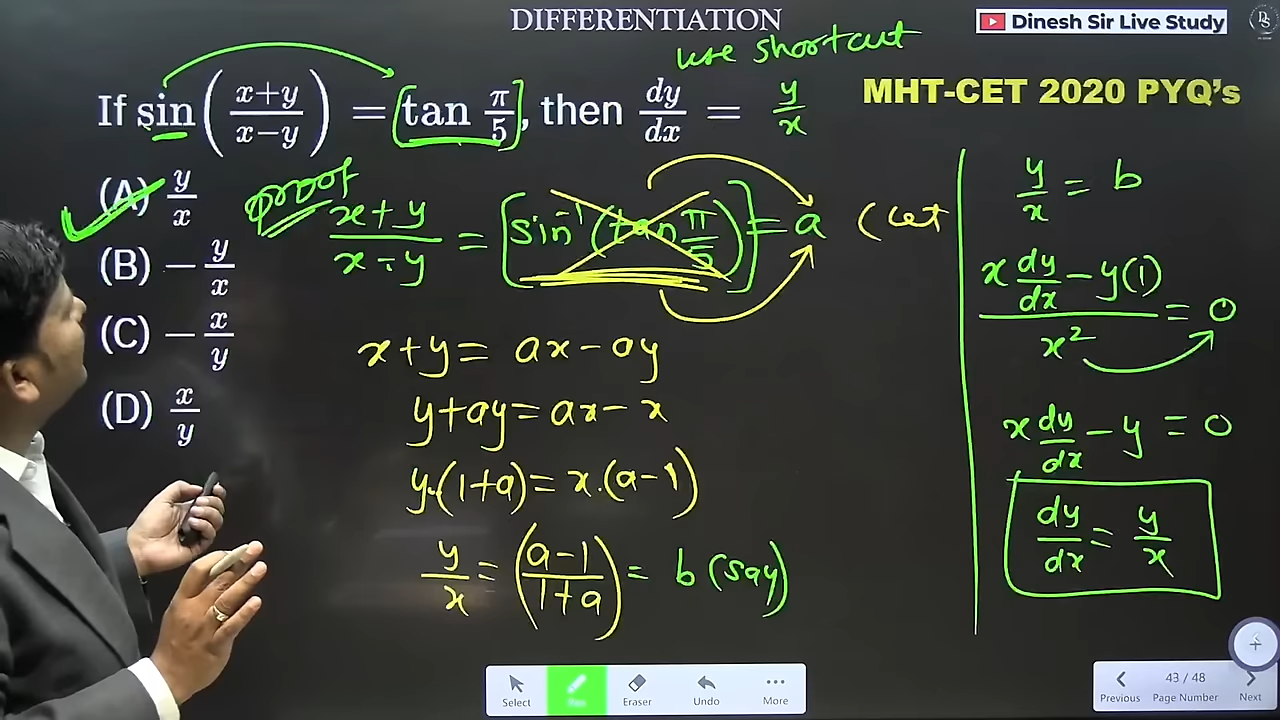 DIFFERENTIATION
Dinesh Sir Live Study
use shortcut
MHT-CET 2020 PYQ's
If sin((x+y)/(x−y)) = [tan π/5], then dy/dx = y/x
(A) y/x
(B) − y/x
(C) − x/y
(D) x/y
proof
(x+y)/(x−y) = [sin⁻¹(tan π/5)] = a (Let
x+y = ax−ay
y+ay = ax−x
y.(1+a) = x.(a−1)
y/x = ((a−1)/(1+a)) = b (say)
y/x = b
(x dy/dx − y(1))/x² = 0
x dy/dx − y = 0
dy/dx = y/x
Select
Pen
Eraser
Undo
More
43 / 48
Previous
Page Number
Next